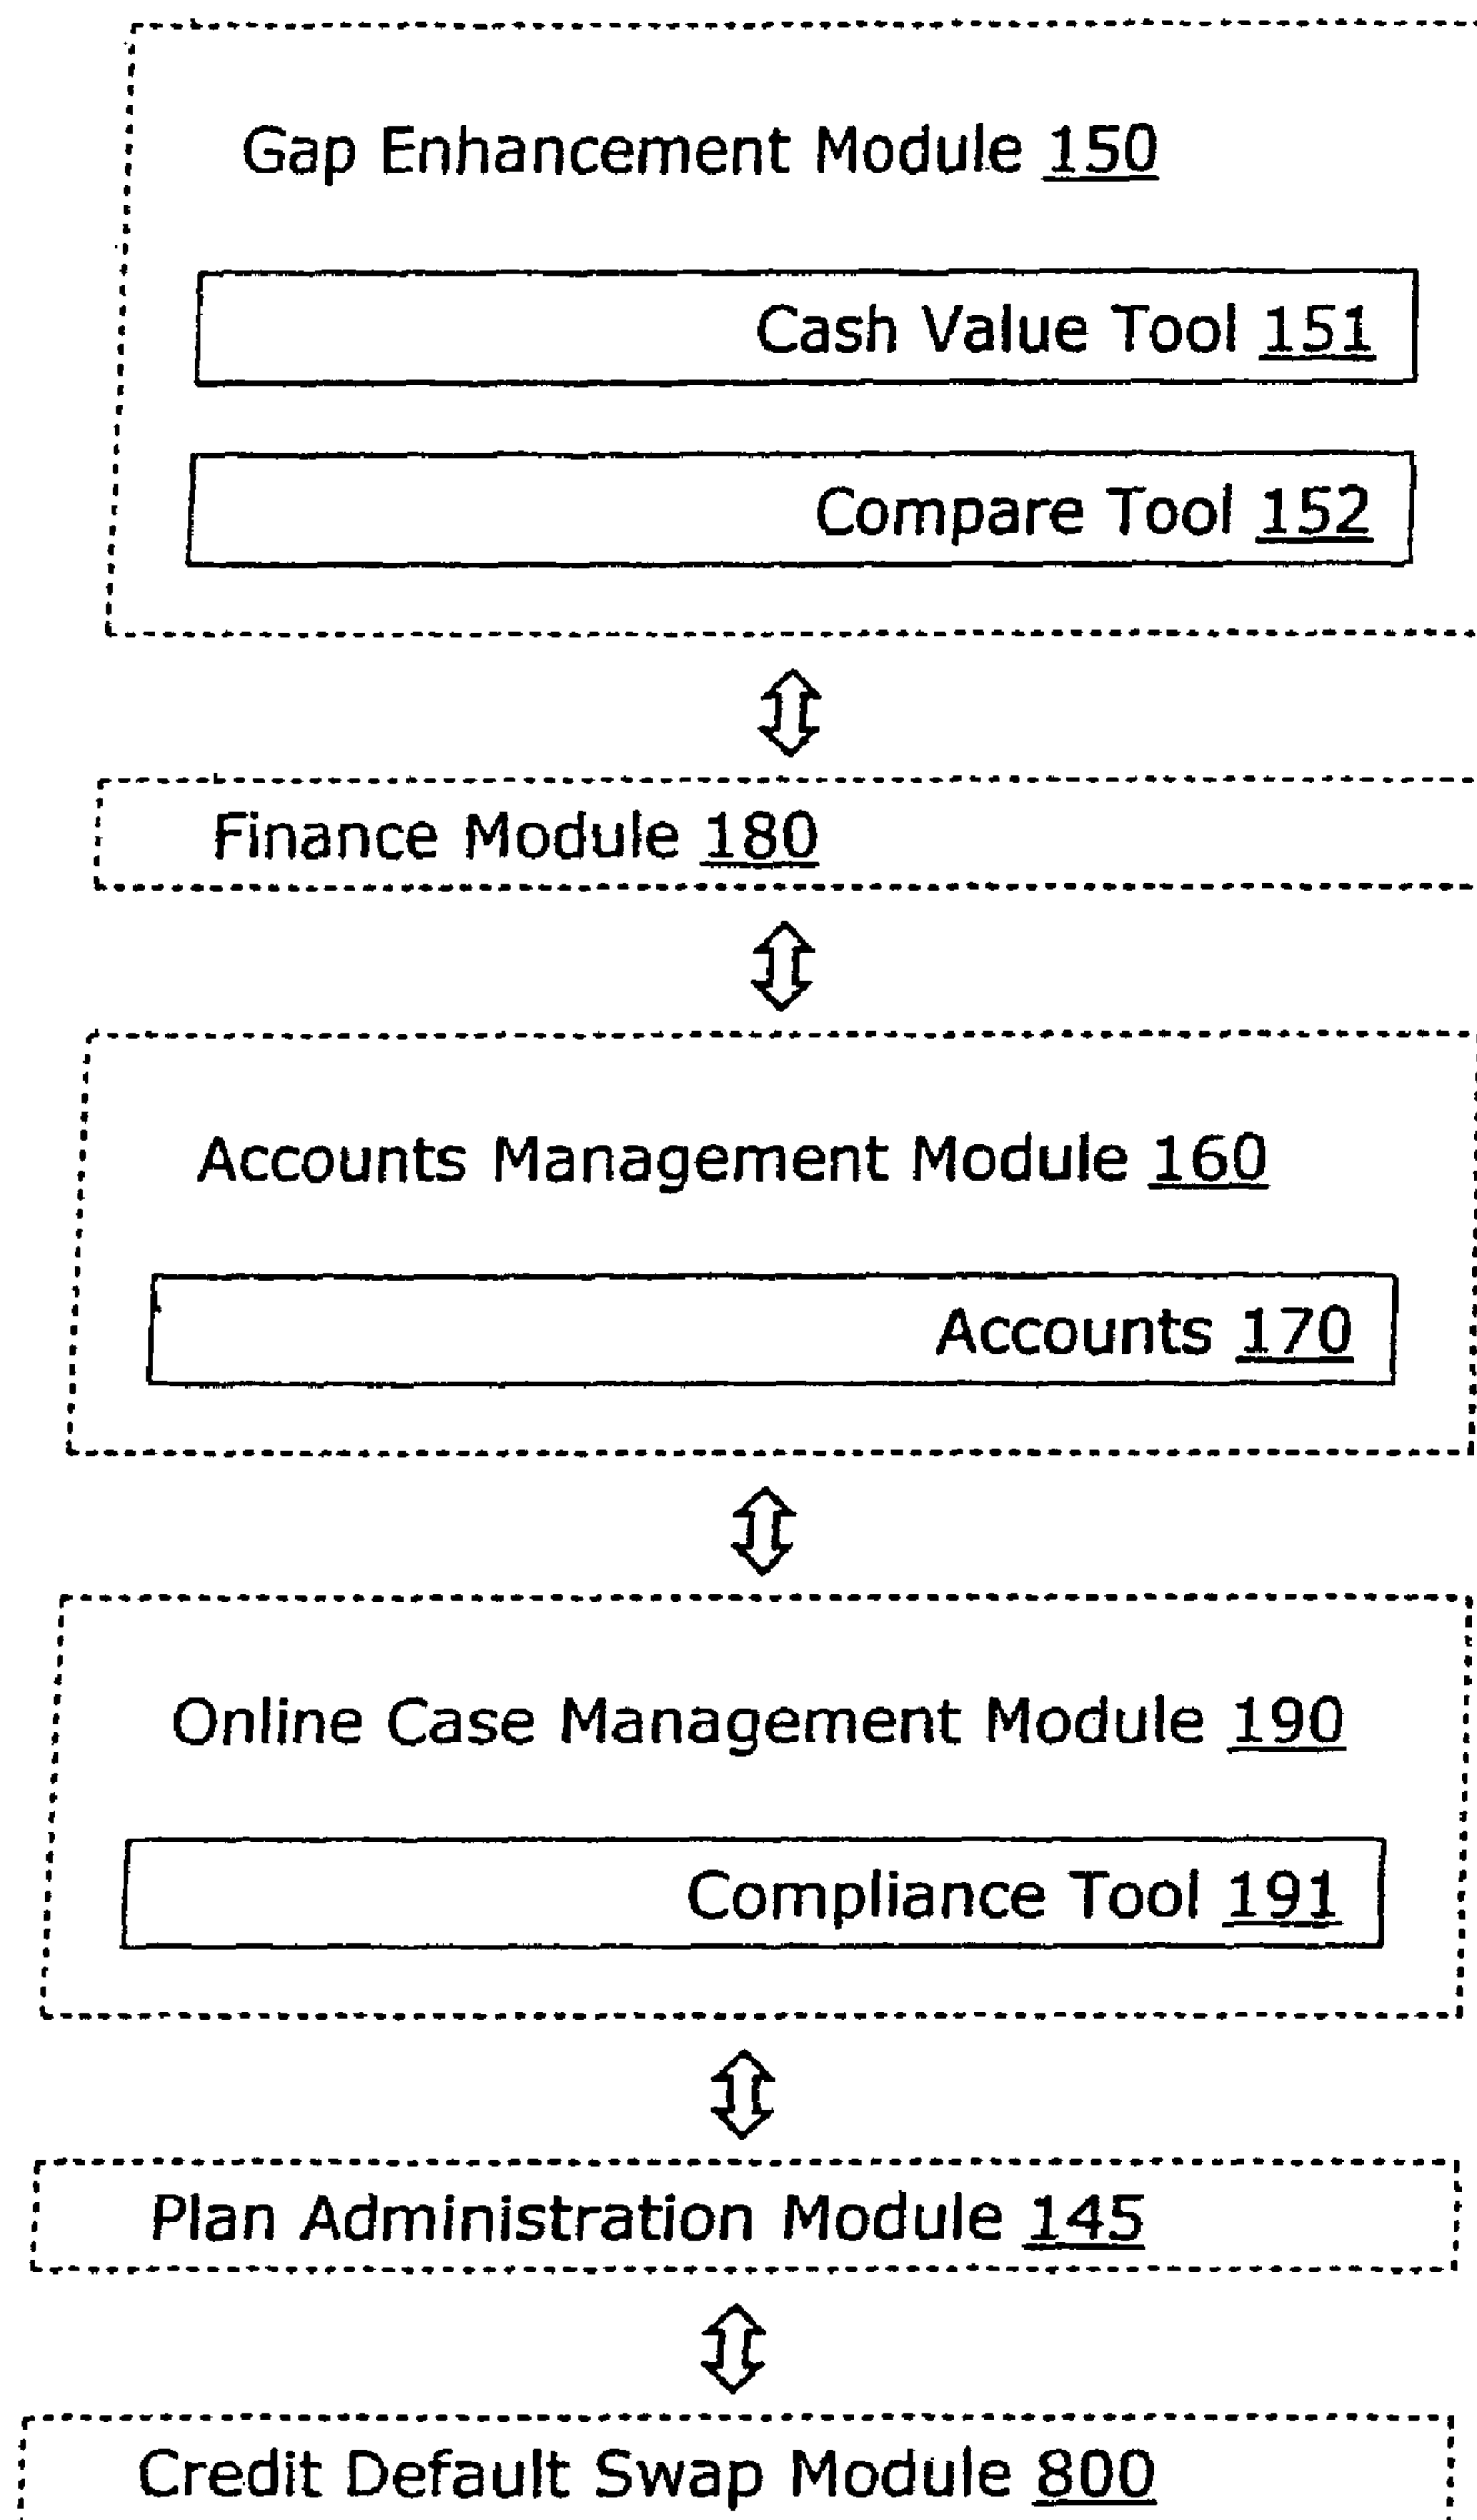 Gap Enhancement Module 150
Cash Value Tool 151
Compare Tool 152
Finance Module 180
Accounts Management Module 160
Accounts 170
Online Case Management Module 190
Compliance Tool 191
Plan Administration Module 145
Credit Default Swap Module 800